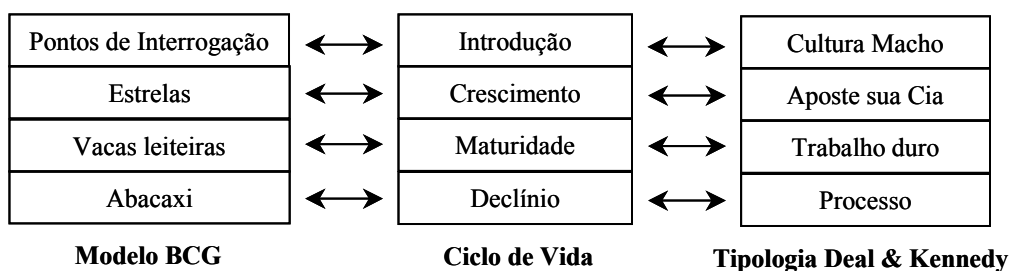 Pontos de Interrogação
Introdução
Cultura Macho
Estrelas
Crescimento
Aposte sua Cia
Vacas leiteiras
Maturidade
Trabalho duro
Abacaxi
Declínio
Processo
Modelo BCG
Ciclo de Vida
Tipologia Deal & Kennedy